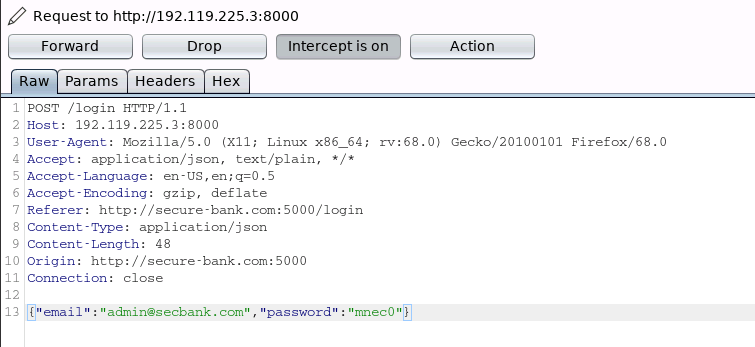 Request to http://192.119.225.3:8000
Forward Drop Intercept is on Action
Raw Params Headers Hex
1 POST /login HTTP/1.1
2 Host: 192.119.225.3:8000
3 User-Agent: Mozilla/5.0 (X11; Linux x86_64; rv:68.0) Gecko/20100101 Firefox/68.0
4 Accept: application/json, text/plain, */*
5 Accept-Language: en-US,en;q=0.5
6 Accept-Encoding: gzip, deflate
7 Referer: http://secure-bank.com:5000/login
8 Content-Type: application/json
9 Content-Length: 48
10 Origin: http://secure-bank.com:5000
11 Connection: close
12
13 {"email":"admin@secbank.com","password":"mnec0"}